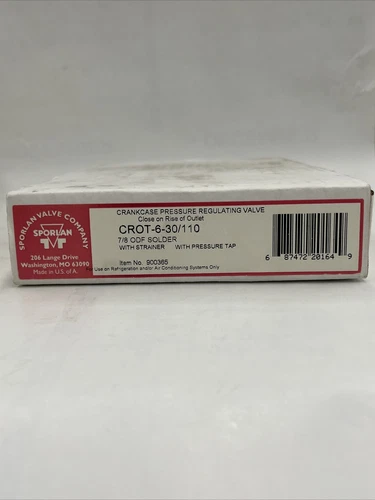 SPORLAN VALVE COMPANY
SPORLAN
206 Lange Drive
Washington, MO 63090
Made in U.S. of A.
CRANKCASE PRESSURE REGULATING VALVE
Close on Rise of Outlet
CROT-6-30/110
7/8 ODF SOLDER
WITH STRAINER WITH PRESSURE TAP
Item No. 900365
For Use on Refrigeration and/or Air Conditioning Systems Only
6 87472 20164 9